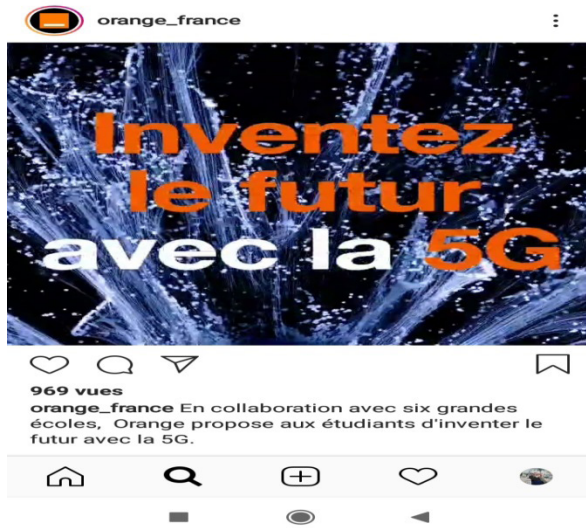 orange_france
Inventez
le futur
avec la 5G
969 vues
orange_france En collaboration avec six grandes
écoles, Orange propose aux étudiants d'inventer le
futur avec la 5G.